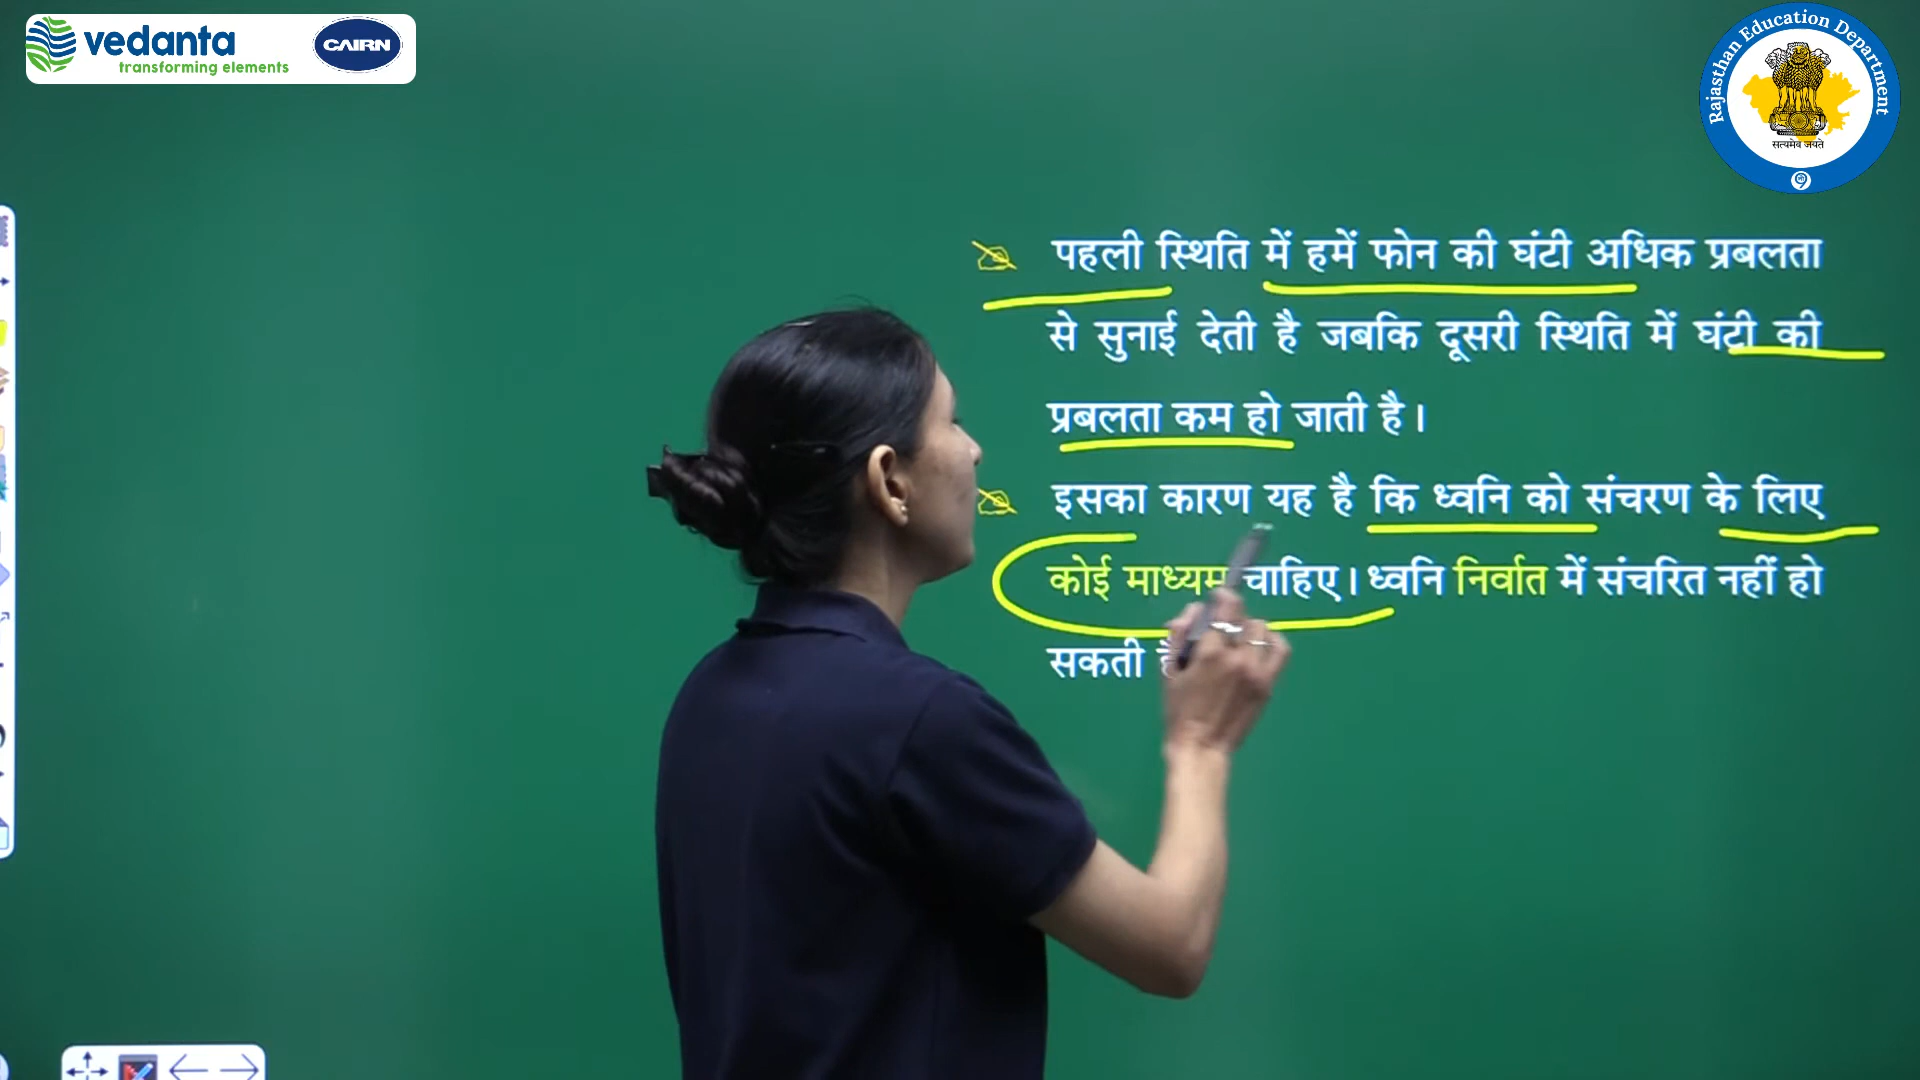 vedanta
transforming elements
CAIRN
Rajasthan Education Department
सत्यमेव जयते
पहली स्थिति में हमें फोन की घंटी अधिक प्रबलता
से सुनाई देती है जबकि दूसरी स्थिति में घंटी की
प्रबलता कम हो जाती है।
इसका कारण यह है कि ध्वनि को संचरण के लिए
कोई माध्यम चाहिए। ध्वनि निर्वात में संचरित नहीं हो
सकती